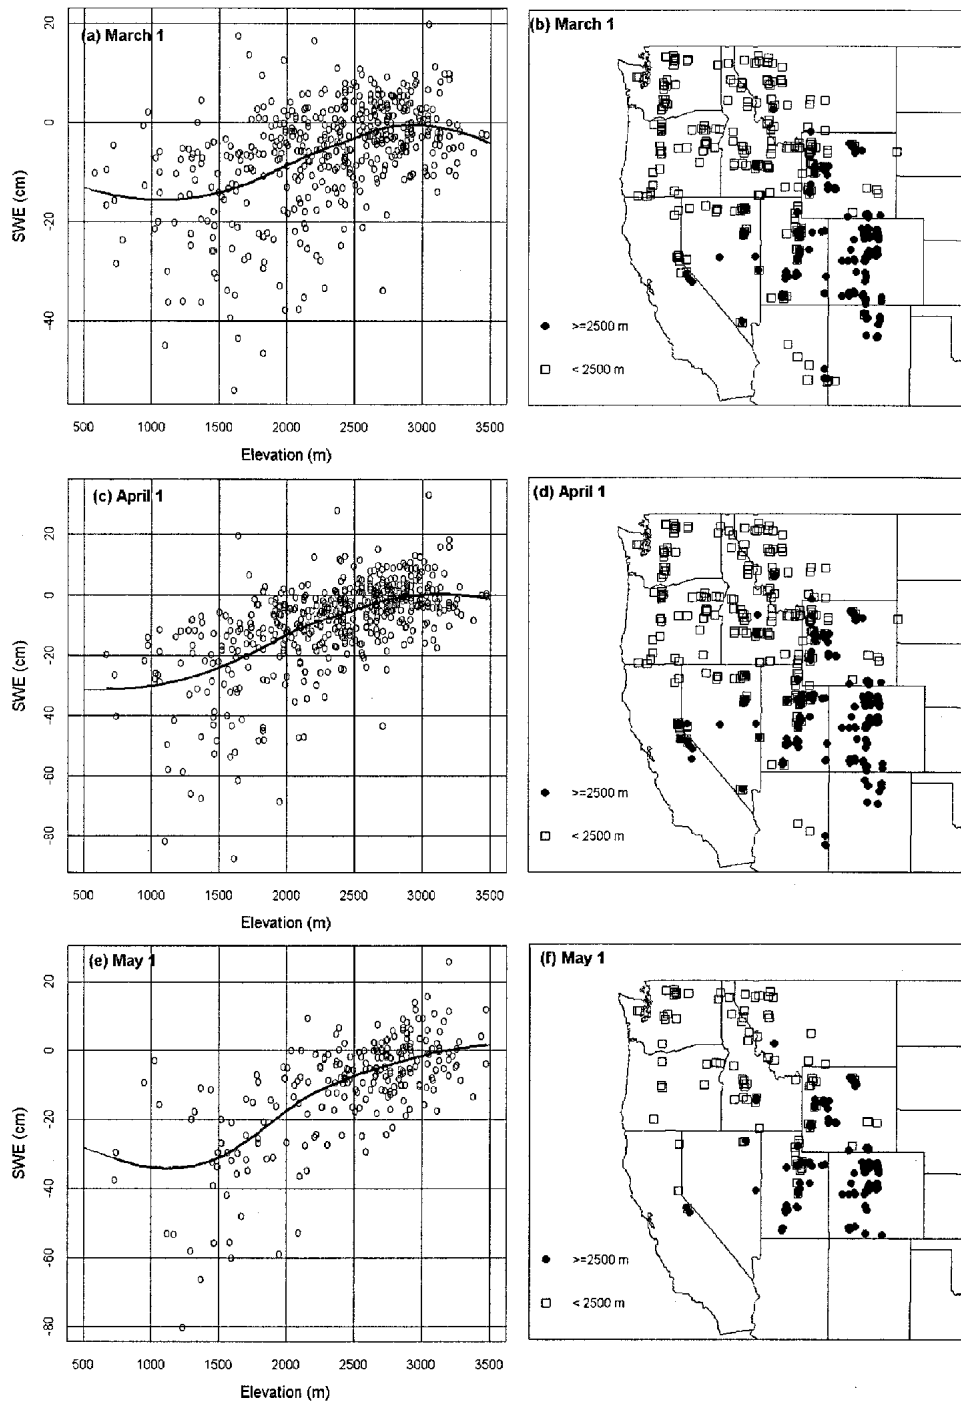 (a) March 1
SWE (cm)
20
0
20
40
500 1000 1500 2000 2500 3000 3500
Elevation (m)
(b) March 1
>=2500 m
< 2500 m
(c) April 1
SWE (cm)
20
0
-20
-40
-60
-80
500 1000 1500 2000 2500 3000 3500
Elevation (m)
(d) April 1
>=2500 m
< 2500 m
(e) May 1
SWE (cm)
20
0
20
-40
-60
-80
500 1000 1500 2000 2500 3000 3500
Elevation (m)
(f) May 1
>=2500 m
< 2500 m